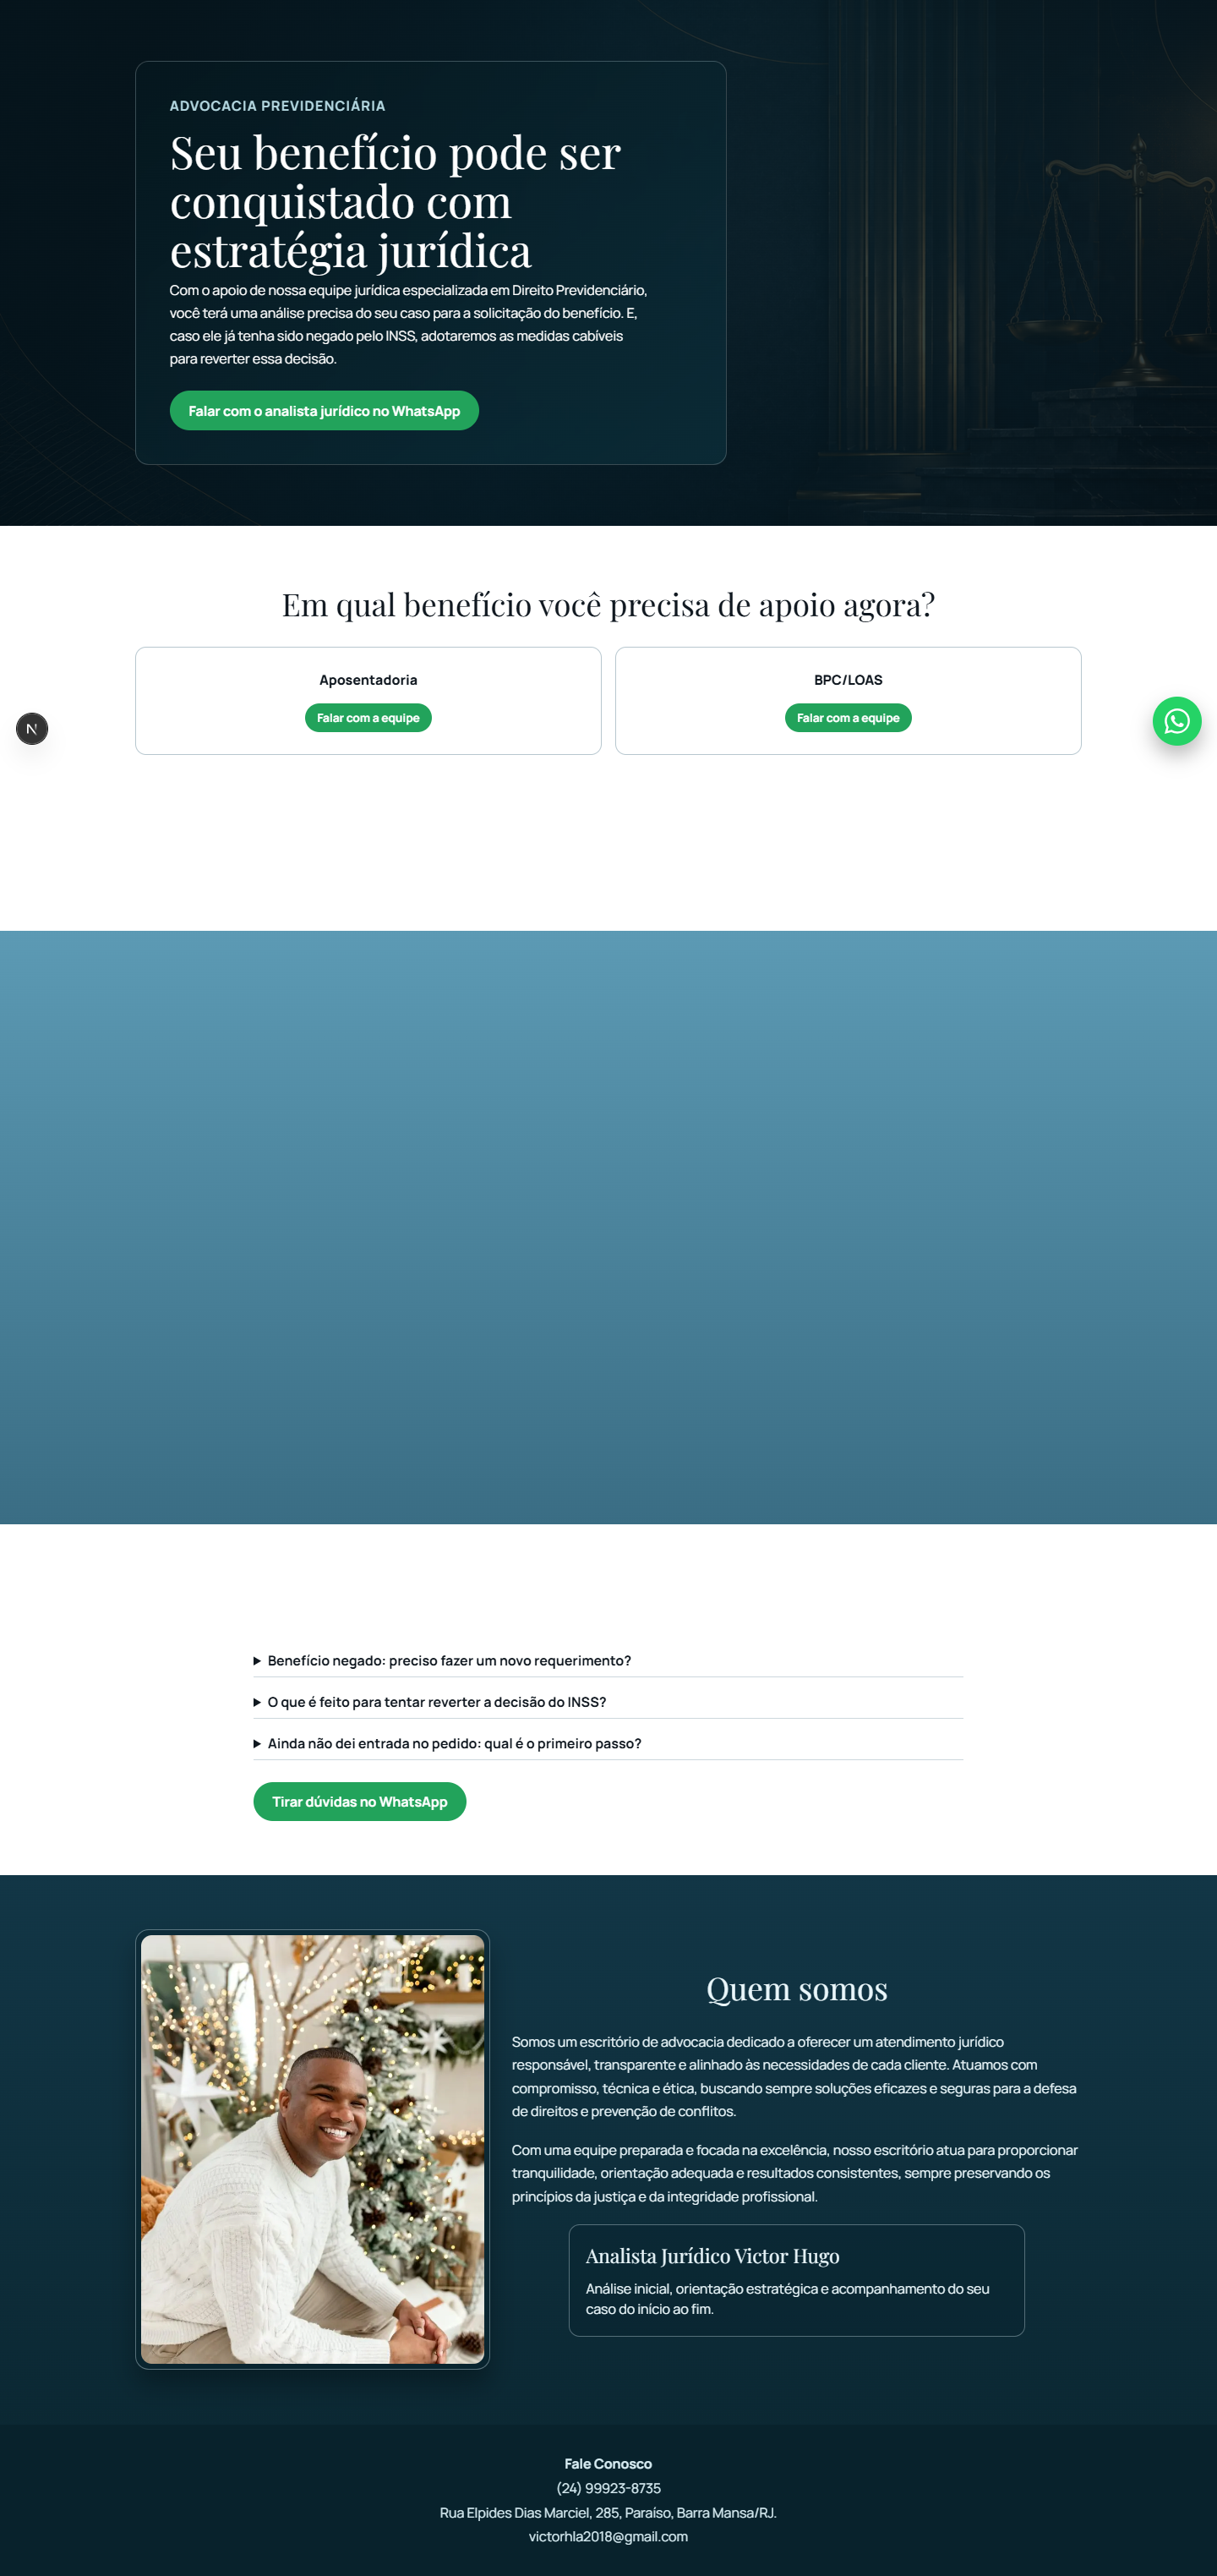 ADVOCACIA PREVIDENCIÁRIA
Seu benefício pode ser
conquistado com
estratégia jurídica
Com o apoio de nossa equipe jurídica especializada em Direito Previdenciário,
você terá uma análise precisa do seu caso para a solicitação do benefício. E,
caso ele já tenha sido negado pelo INSS, adotaremos as medidas cabíveis
para reverter essa decisão.
Falar com o analista jurídico no WhatsApp
Em qual benefício você precisa de apoio agora?
Aposentadoria
Falar com a equipe
BPC/LOAS
Falar com a equipe
N
Benefício negado: preciso fazer um novo requerimento?
O que é feito para tentar reverter a decisão do INSS?
Ainda não dei entrada no pedido: qual é o primeiro passo?
Tirar dúvidas no WhatsApp
Quem somos
Somos um escritório de advocacia dedicado a oferecer um atendimento jurídico
responsável, transparente e alinhado às necessidades de cada cliente. Atuamos com
compromisso, técnica e ética, buscando sempre soluções eficazes e seguras para a defesa
de direitos e prevenção de conflitos.
Com uma equipe preparada e focada na excelência, nosso escritório atua para proporcionar
tranquilidade, orientação adequada e resultados consistentes, sempre preservando os
princípios da justiça e da integridade profissional.
Analista Jurídico Victor Hugo
Análise inicial, orientação estratégica e acompanhamento do seu
caso do início ao fim.
Fale Conosco
(24) 99923-8735
Rua Elpides Dias Marciel, 285, Paraíso, Barra Mansa/RJ.
victorhla2018@gmail.com